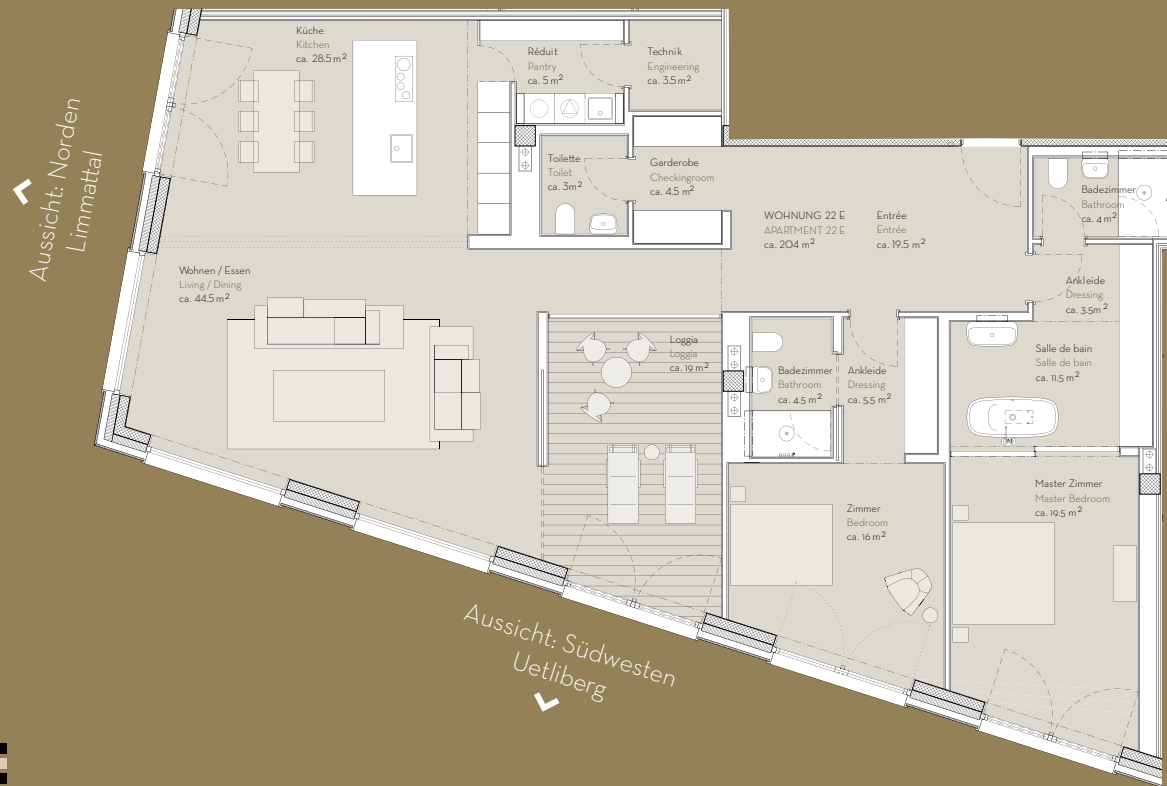 Küche
Kitchen
ca. 28.5 m²
Réduit
Pantry
ca. 5 m²
Technik
Engineering
ca. 3.5 m²
Toilette
Toilet
ca. 3m²
Garderobe
Checkingroom
ca. 4.5 m²
WOHNUNG 22 E
APARTMENT 22 E
ca. 204 m²
Entrée
Entrée
ca. 19.5 m²
Badezimmer
Bathroom
ca. 4 m²
Aussicht: Norden
Limmattal
Wohnen / Essen
Living / Dining
ca. 44.5 m²
Ankleide
Dressing
ca. 3.5m²
Loggia
Loggia
ca. 19 m²
Badezimmer
Bathroom
ca. 4.5 m²
Ankleide
Dressing
ca. 5.5 m²
Salle de bain
Salle de bain
ca. 11.5 m²
Zimmer
Bedroom
ca. 16 m²
Master Zimmer
Master Bedroom
ca. 19.5 m²
Aussicht: Südwesten
Uetliberg